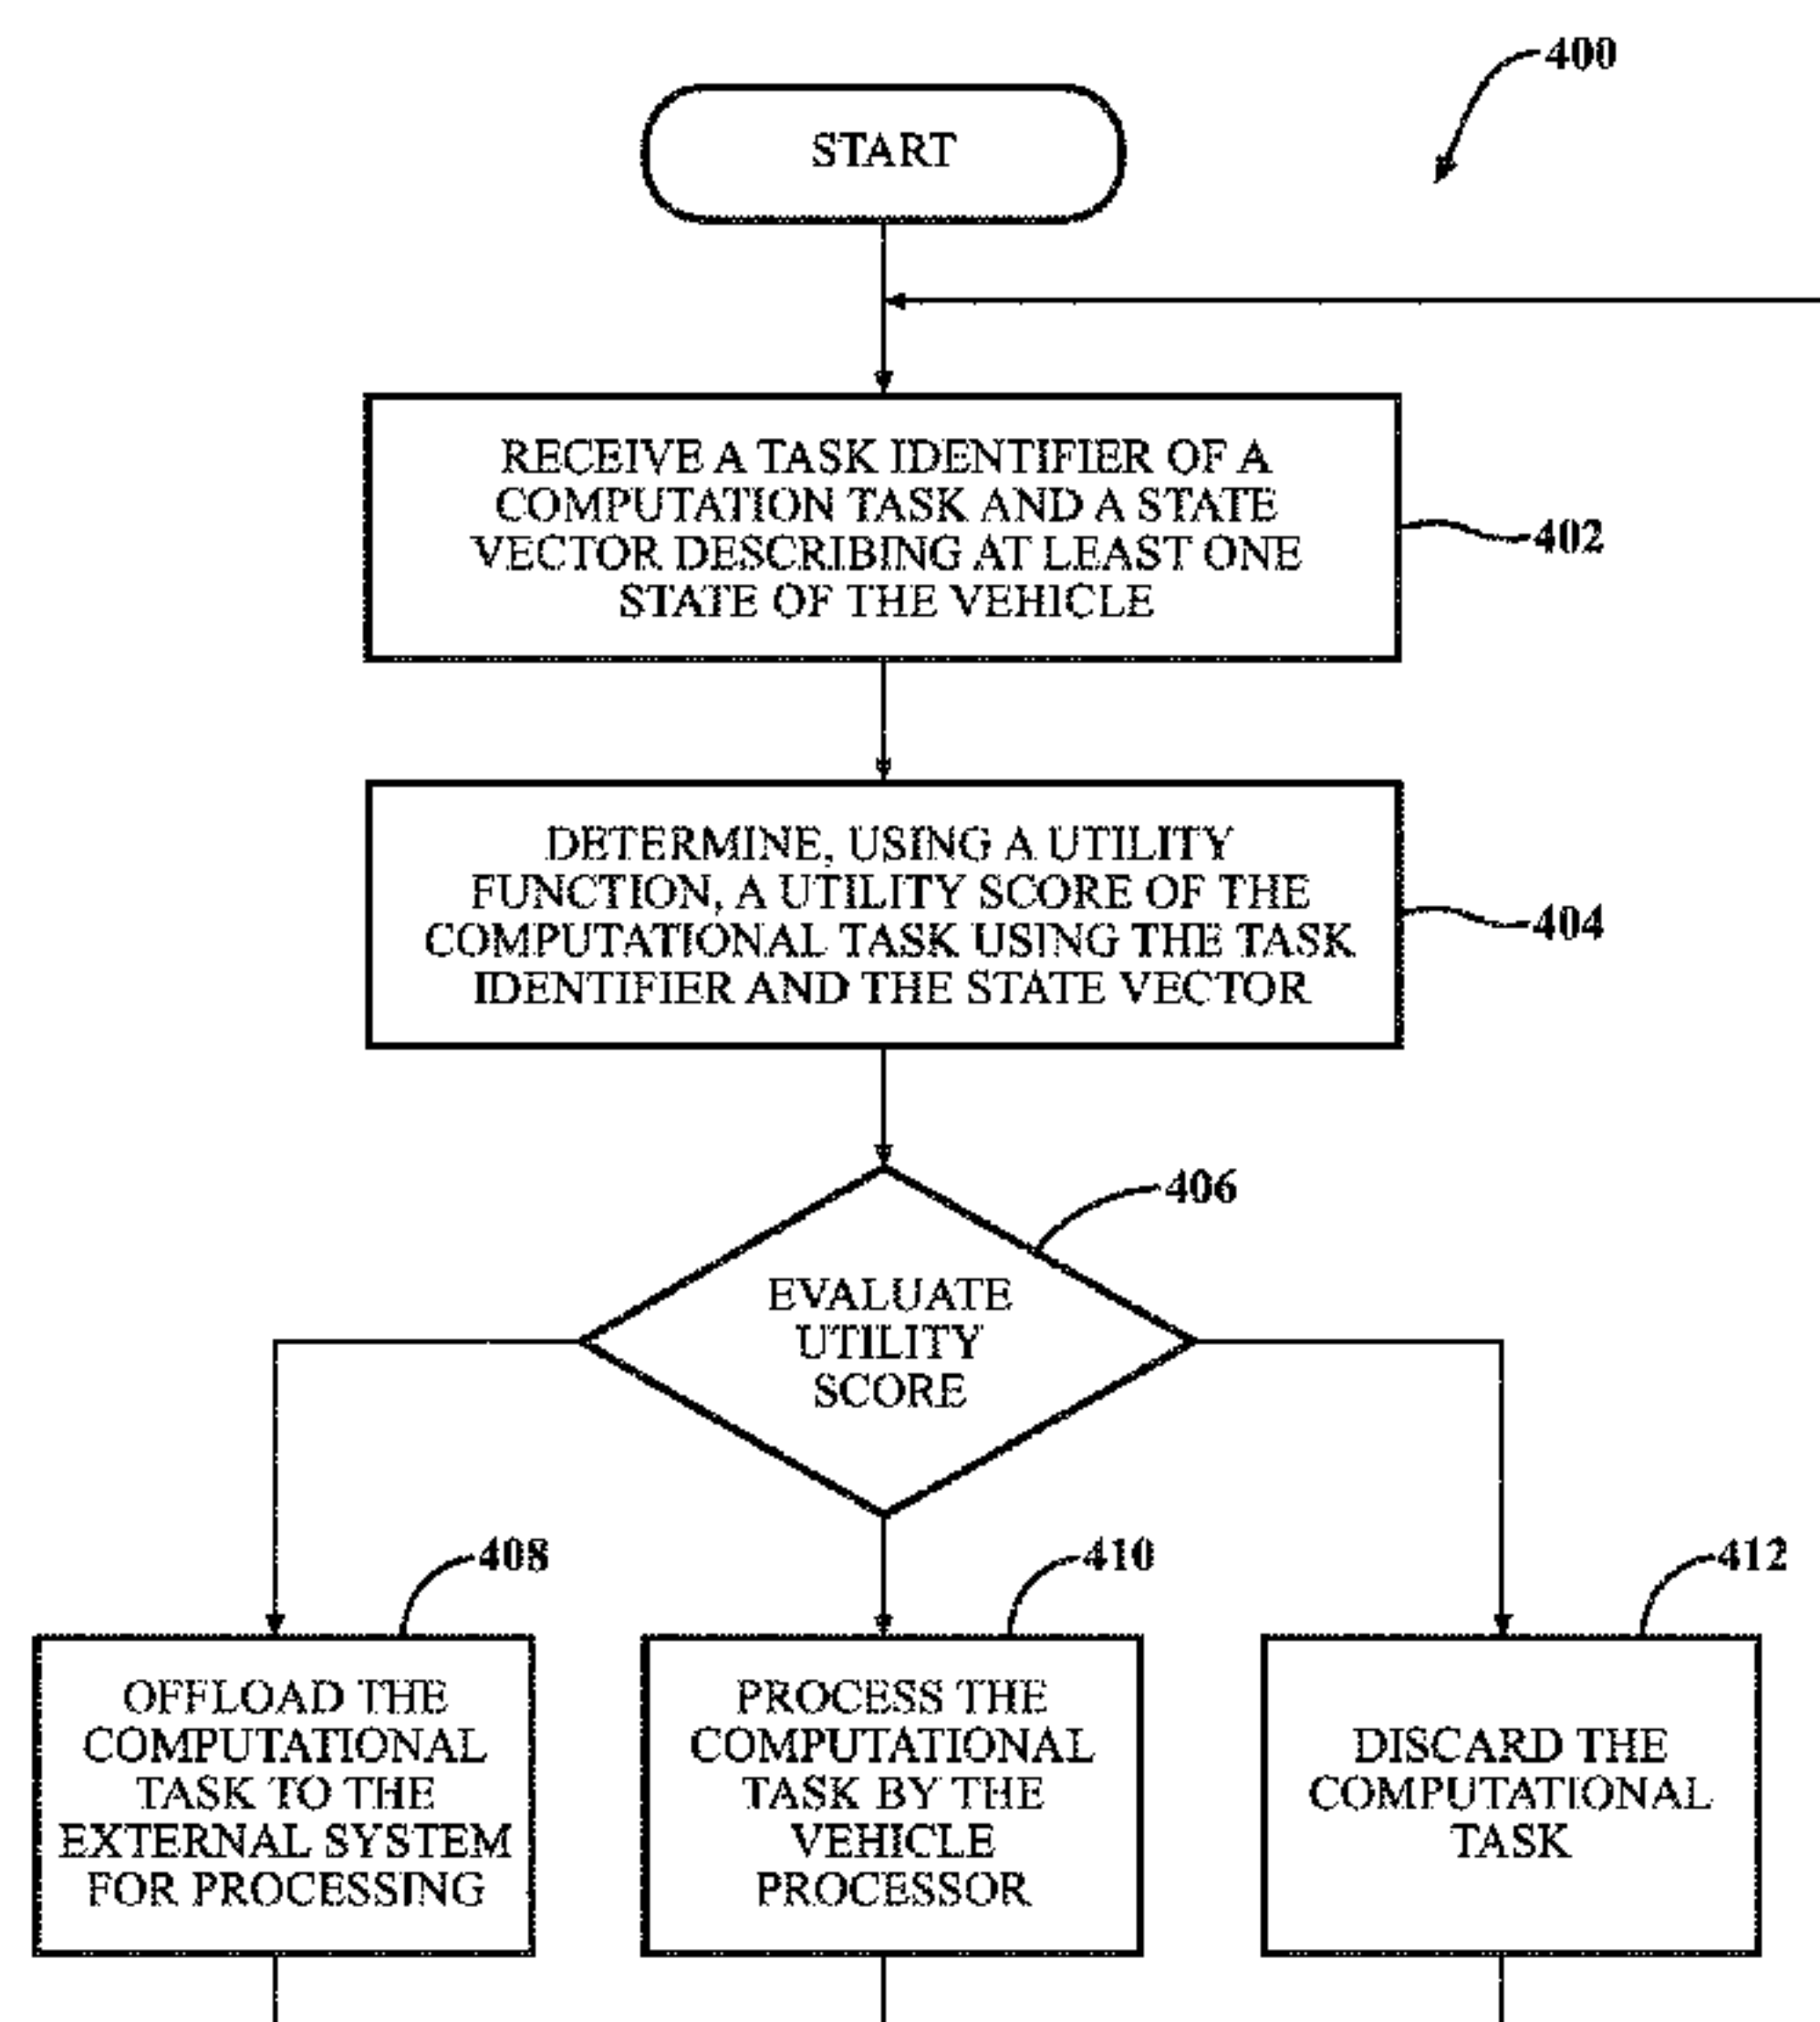 400
START
RECEIVE A TASK IDENTIFIER OF A
COMPUTATION TASK AND A STATE
VECTOR DESCRIBING AT LEAST ONE
STATE OF THE VEHICLE
402
DETERMINE, USING A UTILITY
FUNCTION, A UTILITY SCORE OF THE
COMPUTATIONAL TASK USING THE TASK
IDENTIFIER AND THE STATE VECTOR
404
406
EVALUATE
UTILITY
SCORE
408
OFFLOAD THE
COMPUTATIONAL
TASK TO THE
EXTERNAL SYSTEM
FOR PROCESSING
410
PROCESS THE
COMPUTATIONAL
TASK BY THE
VEHICLE
PROCESSOR
412
DISCARD THE
COMPUTATIONAL
TASK